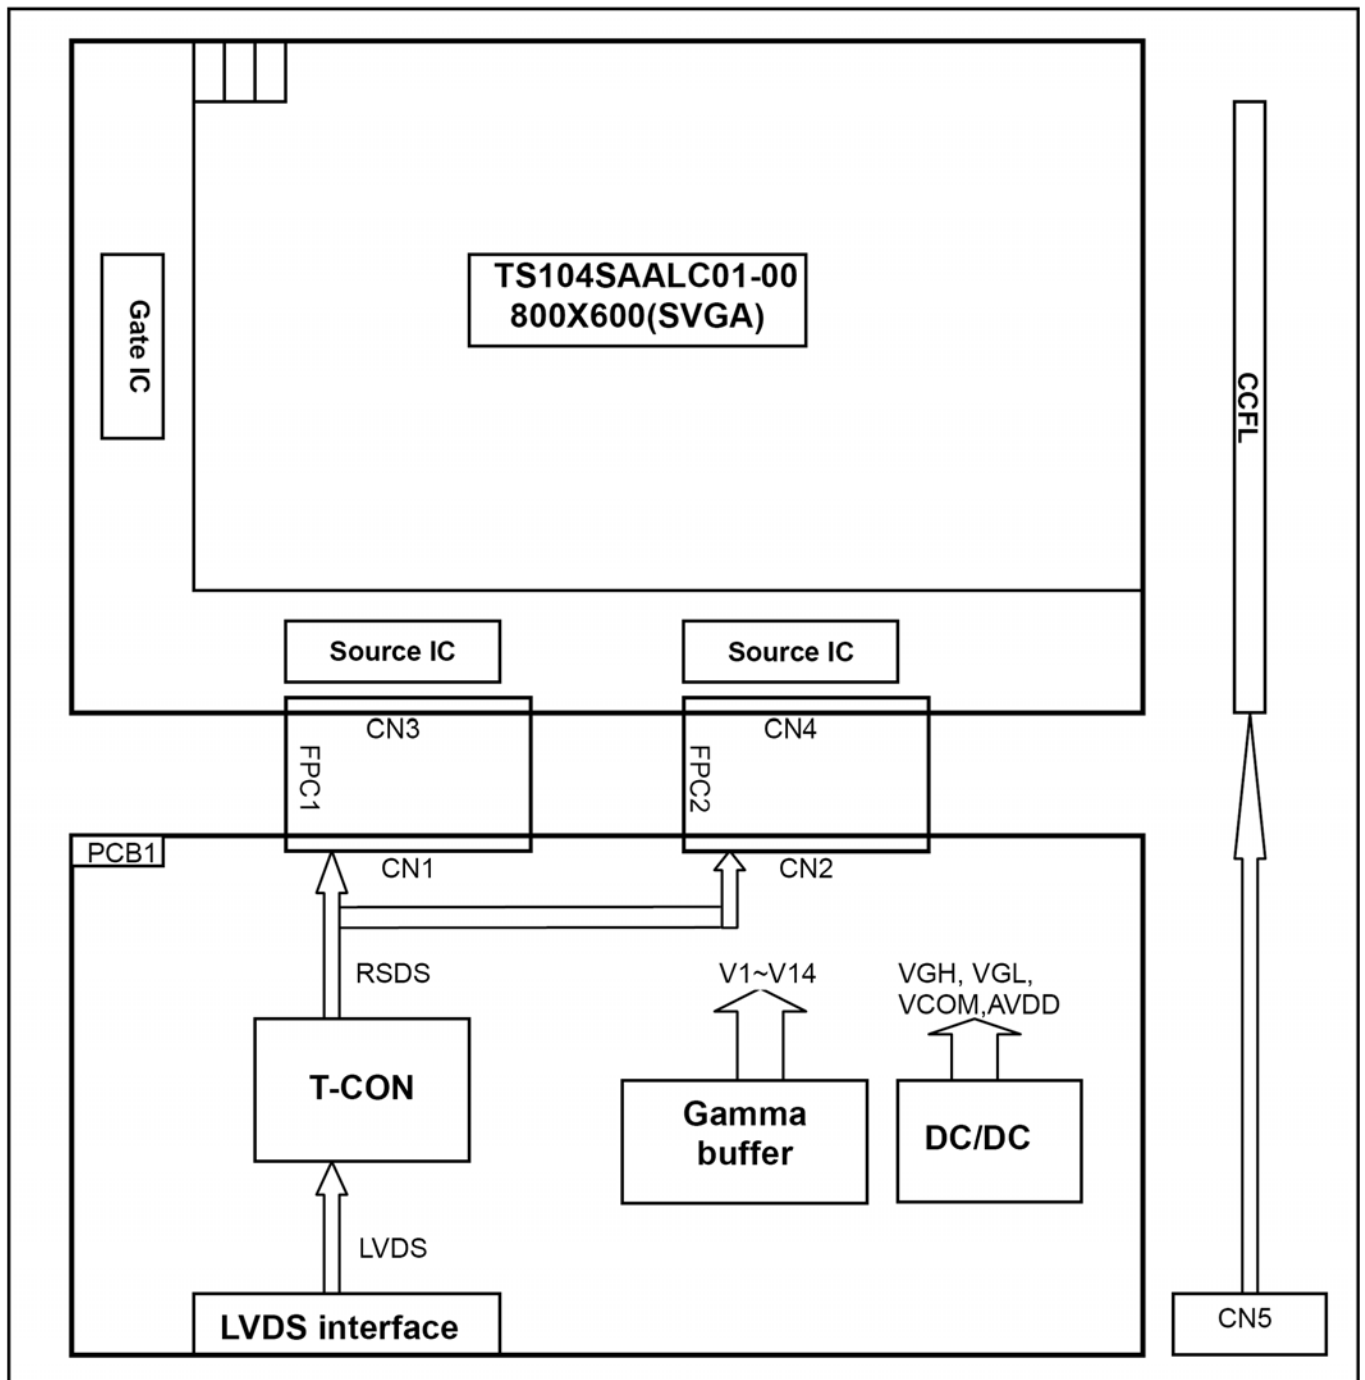 TS104SAALC01-00
800X600(SVGA)
Gate IC
CCFL
Source IC
Source IC
CN3
CN4
FPC1
FPC2
PCB1
CN1
CN2
RSDS
V1~V14
VGH, VGL,
VCOM,AVDD
T-CON
Gamma
buffer
DC/DC
LVDS
LVDS interface
CN5